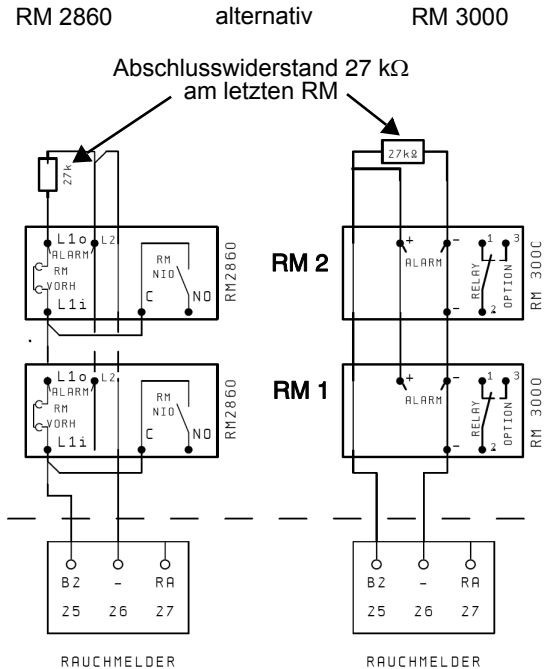 RM 2860 alternativ RM 3000
Abschlusswiderstand 27 kΩ
am letzten RM
27k
27kΩ
L1o L2
ALARM
RM
VORH
L1i
RM
NIO
C NO
RM2860
RM 2
+ -
ALARM
-
1 3
2
RELAY
OPTION
RM 3000
L1o L2
ALARM
RM
VORH
L1i
RM
NIO
C NO
RM2860
RM 1
+ -
ALARM
-
1 3
2
RELAY
OPTION
RM 3000
B2 - RA
25 26 27
RAUCHMELDER
B2 - RA
25 26 27
RAUCHMELDER